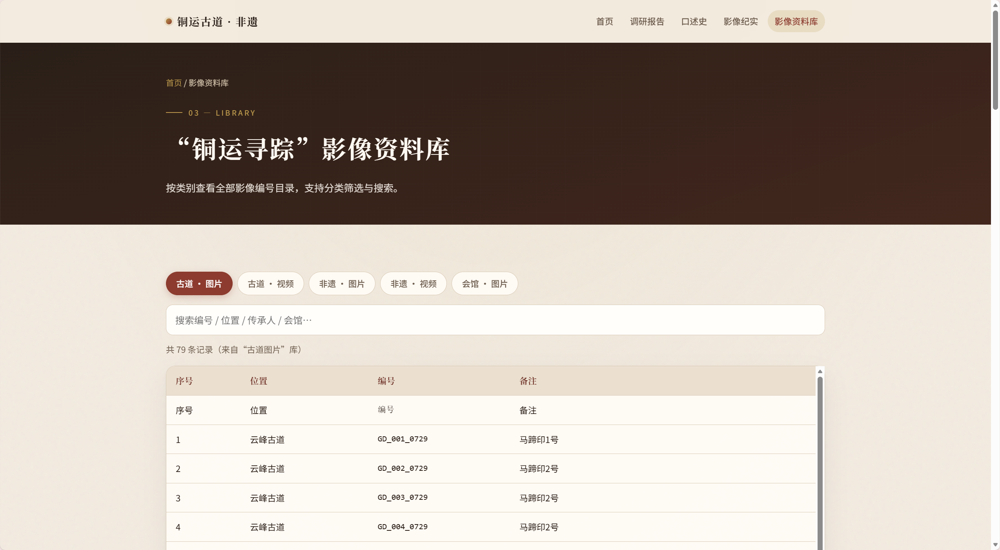 铜运古道 · 非遗
首页 调研报告 口述史 影像纪实 影像资料库
首页 / 影像资料库
03 — LIBRARY
“铜运寻踪”影像资料库
按类别查看全部影像编号目录，支持分类筛选与搜索。
古道 · 图片 古道 · 视频 非遗 · 图片 非遗 · 视频 会馆 · 图片
搜索编号 / 位置 / 传承人 / 会馆…
共 79 条记录（来自“古道图片”库）
序号 位置 编号 备注
序号 位置 编号 备注
1 云峰古道 GD_001_0729 马蹄印1号
2 云峰古道 GD_002_0729 马蹄印2号
3 云峰古道 GD_003_0729 马蹄印2号
4 云峰古道 GD_004_0729 马蹄印2号